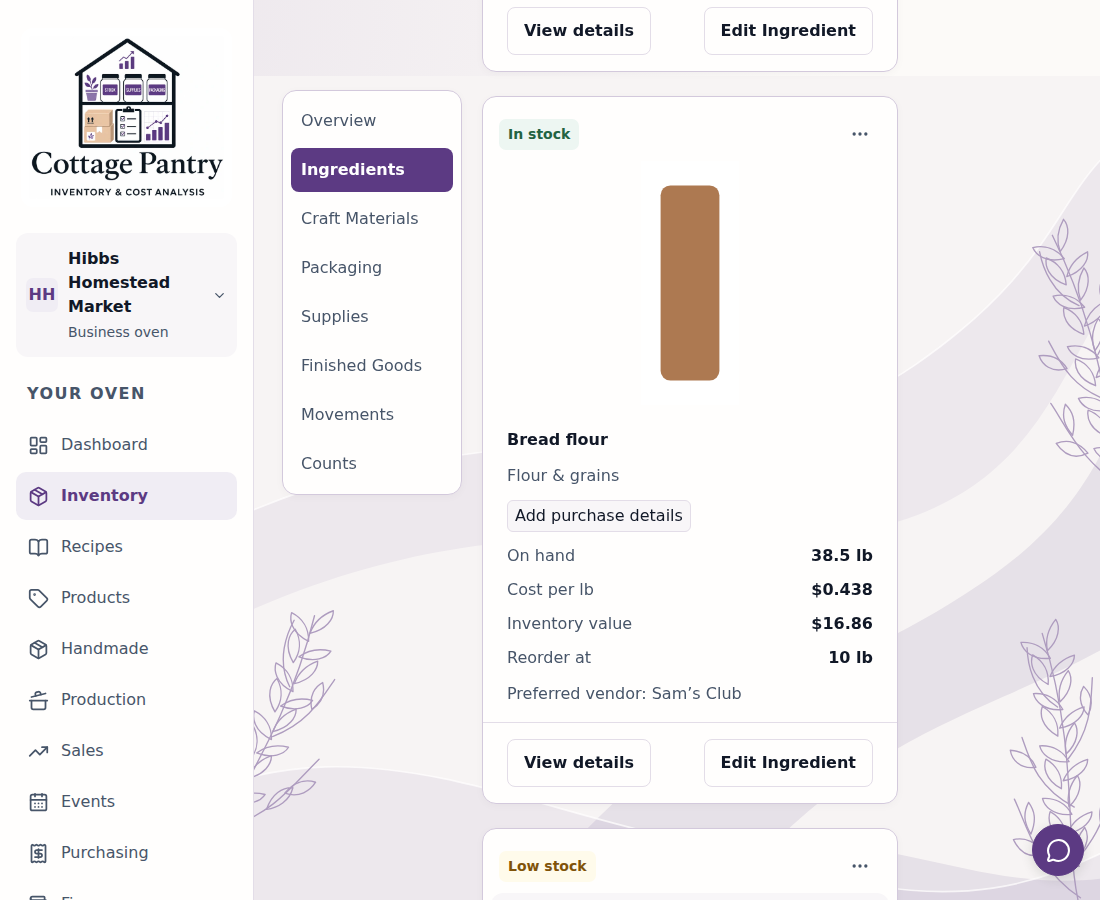 Cottage Pantry
INVENTORY & COST ANALYSIS
Hibbs
Homestead
Market
HH
Business oven
YOUR OVEN
Dashboard
Inventory
Recipes
Products
Handmade
Production
Sales
Events
Purchasing
Overview
Ingredients
Craft Materials
Packaging
Supplies
Finished Goods
Movements
Counts
View details
Edit Ingredient
In stock
Bread flour
Flour & grains
Add purchase details
On hand 38.5 lb
Cost per lb $0.438
Inventory value $16.86
Reorder at 10 lb
Preferred vendor: Sam’s Club
View details
Edit Ingredient
Low stock